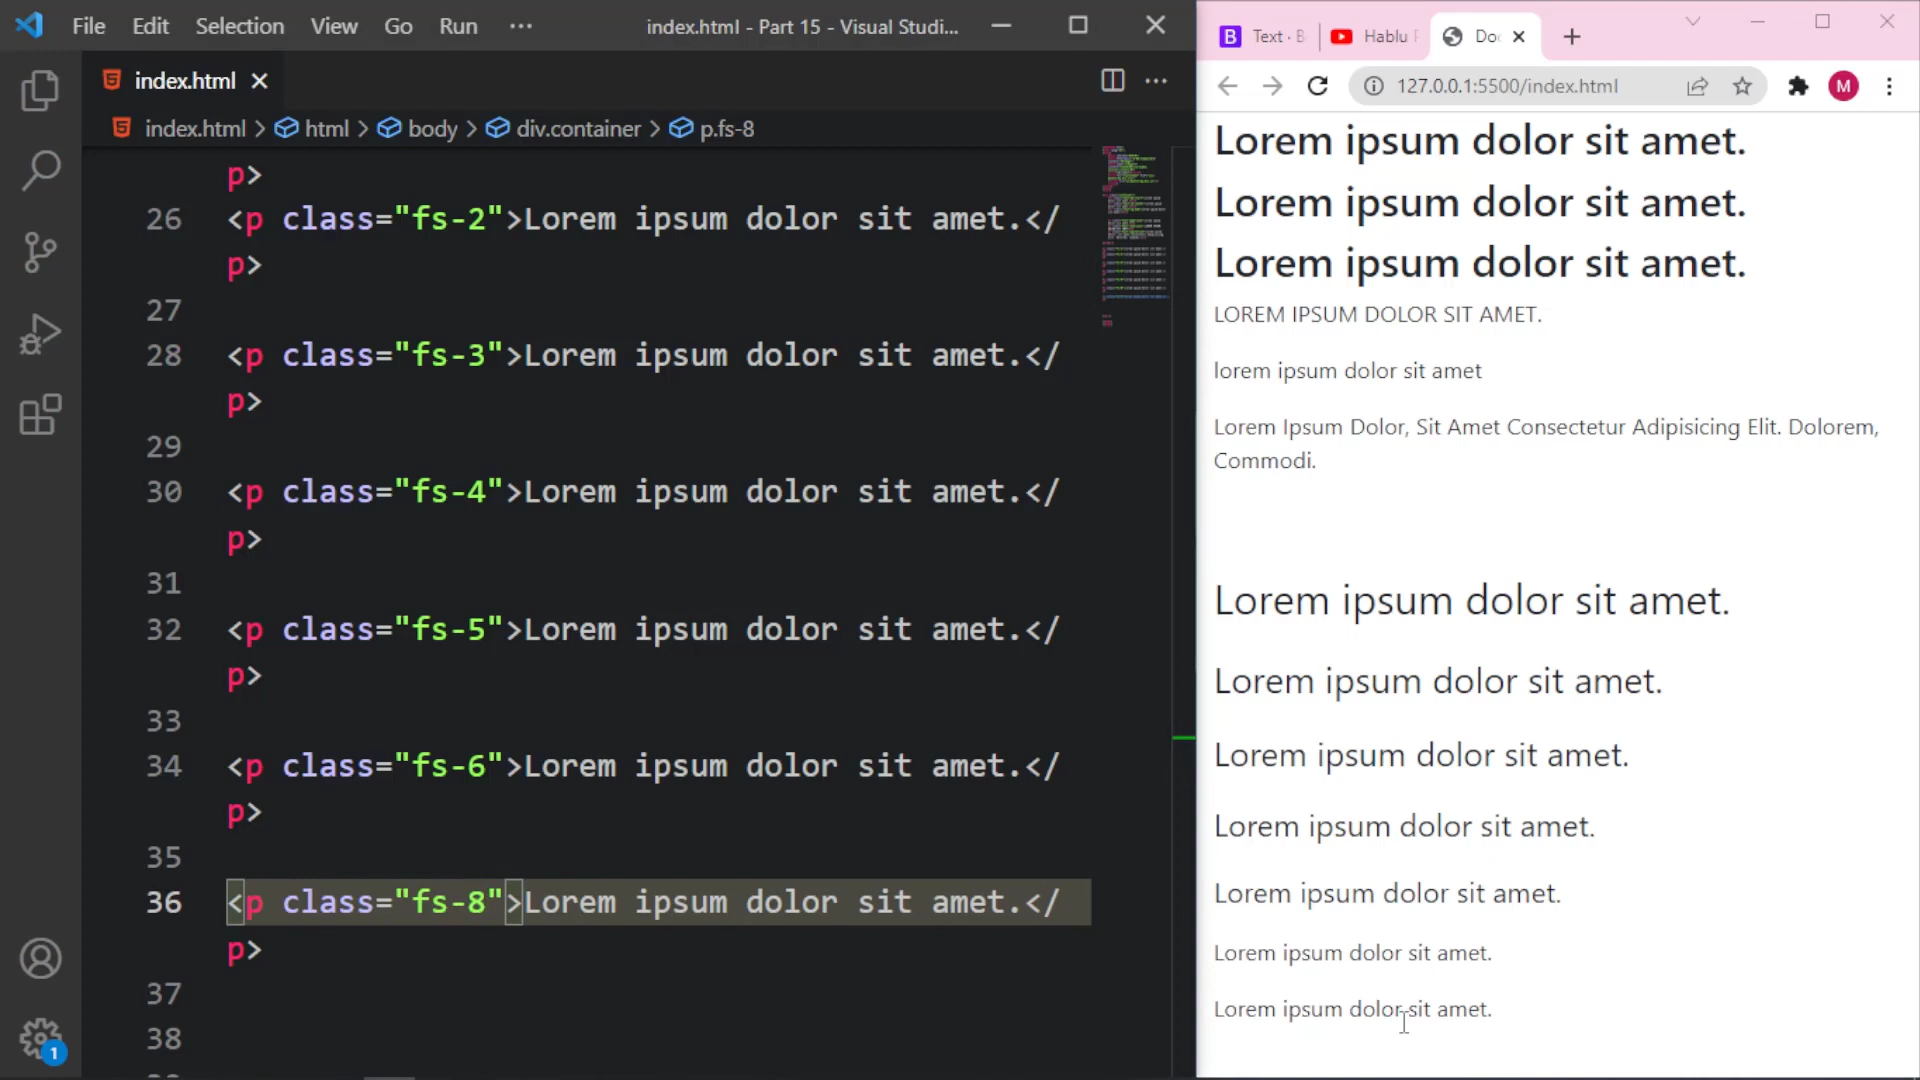 File Edit Selection View Go Run ··· index.html - Part 15 - Visual Studi...
index.html
index.html > html > body > div.container > p.fs-8
p>
26 <p class="fs-2">Lorem ipsum dolor sit amet.</
p>
27
28 <p class="fs-3">Lorem ipsum dolor sit amet.</
p>
29
30 <p class="fs-4">Lorem ipsum dolor sit amet.</
p>
31
32 <p class="fs-5">Lorem ipsum dolor sit amet.</
p>
33
34 <p class="fs-6">Lorem ipsum dolor sit amet.</
p>
35
36 <p class="fs-8">Lorem ipsum dolor sit amet.</
p>
37
38
1
B Text · B
Hablu
Doc
127.0.0.1:5500/index.html
M
Lorem ipsum dolor sit amet.
Lorem ipsum dolor sit amet.
Lorem ipsum dolor sit amet.
LOREM IPSUM DOLOR SIT AMET.
lorem ipsum dolor sit amet
Lorem Ipsum Dolor, Sit Amet Consectetur Adipisicing Elit. Dolorem,
Commodi.
Lorem ipsum dolor sit amet.
Lorem ipsum dolor sit amet.
Lorem ipsum dolor sit amet.
Lorem ipsum dolor sit amet.
Lorem ipsum dolor sit amet.
Lorem ipsum dolor sit amet.
Lorem ipsum dolor sit amet.